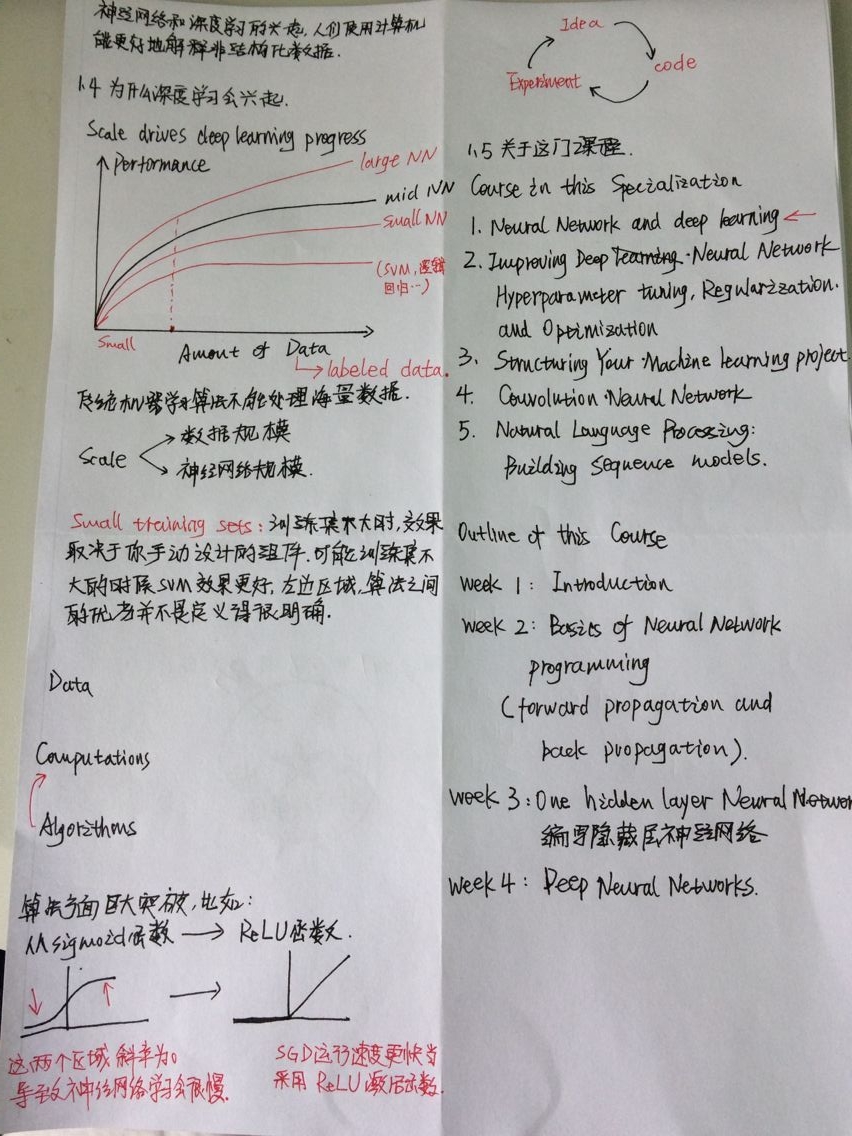 神经网络和深度学习的兴起,人们使用计算机
能更好地解释非结构化数据.
1.4 为什么深度学习会兴起.
Scale drives deep learning progress
Performance
large NN
mid NN
Small NN
(SVM,逻辑
回归…)
Small
Amount of Data
labeled data.
传统机器学习算法不能处理海量数据.
Scale
数据规模
神经网络规模.
Small training sets: 训练集不大时,效果
取决于你手动设计的组件.可能训练集不
大的时候SVM效果更好,左边区域,算法之间
的优劣并不是定义得很明确.
Data
Computations
Algorithms
算法方面巨大突破,比如:
从sigmoid函数 → ReLU函数.
这两个区域斜率为0
导致神经网络学习会很慢.
SGD运行速度更快当
采用ReLU激活函数.
Idea
code
Experiment
1.5 关于这门课程.
Course in this Specialization
1. Neural Network and deep learning ←
2. Improving Deep learning·Neural Network
Hyperparameter tuning, Regularization.
and Optimization
3. Structuring Your Machine learning project
4. Couvolution Neural Network
5. Natural Language Processing:
Building sequence models.
Outline of this Course
week 1: Introduction
week 2: Basics of Neural Network
programming
(forward propagation and
back propagation).
week 3: One hidden layer Neural Networ
编写隐藏层神经网络
week 4: Deep Neural Networks.